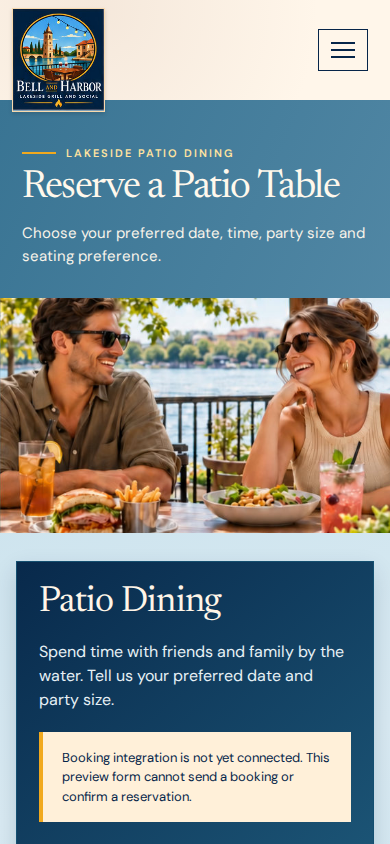 BELL AND HARBOR
LAKESIDE GRILL AND SOCIAL
LAKESIDE PATIO DINING
Reserve a Patio Table
Choose your preferred date, time, party size and
seating preference.
Patio Dining
Spend time with friends and family by the
water. Tell us your preferred date and
party size.
Booking integration is not yet connected. This
preview form cannot send a booking or
confirm a reservation.